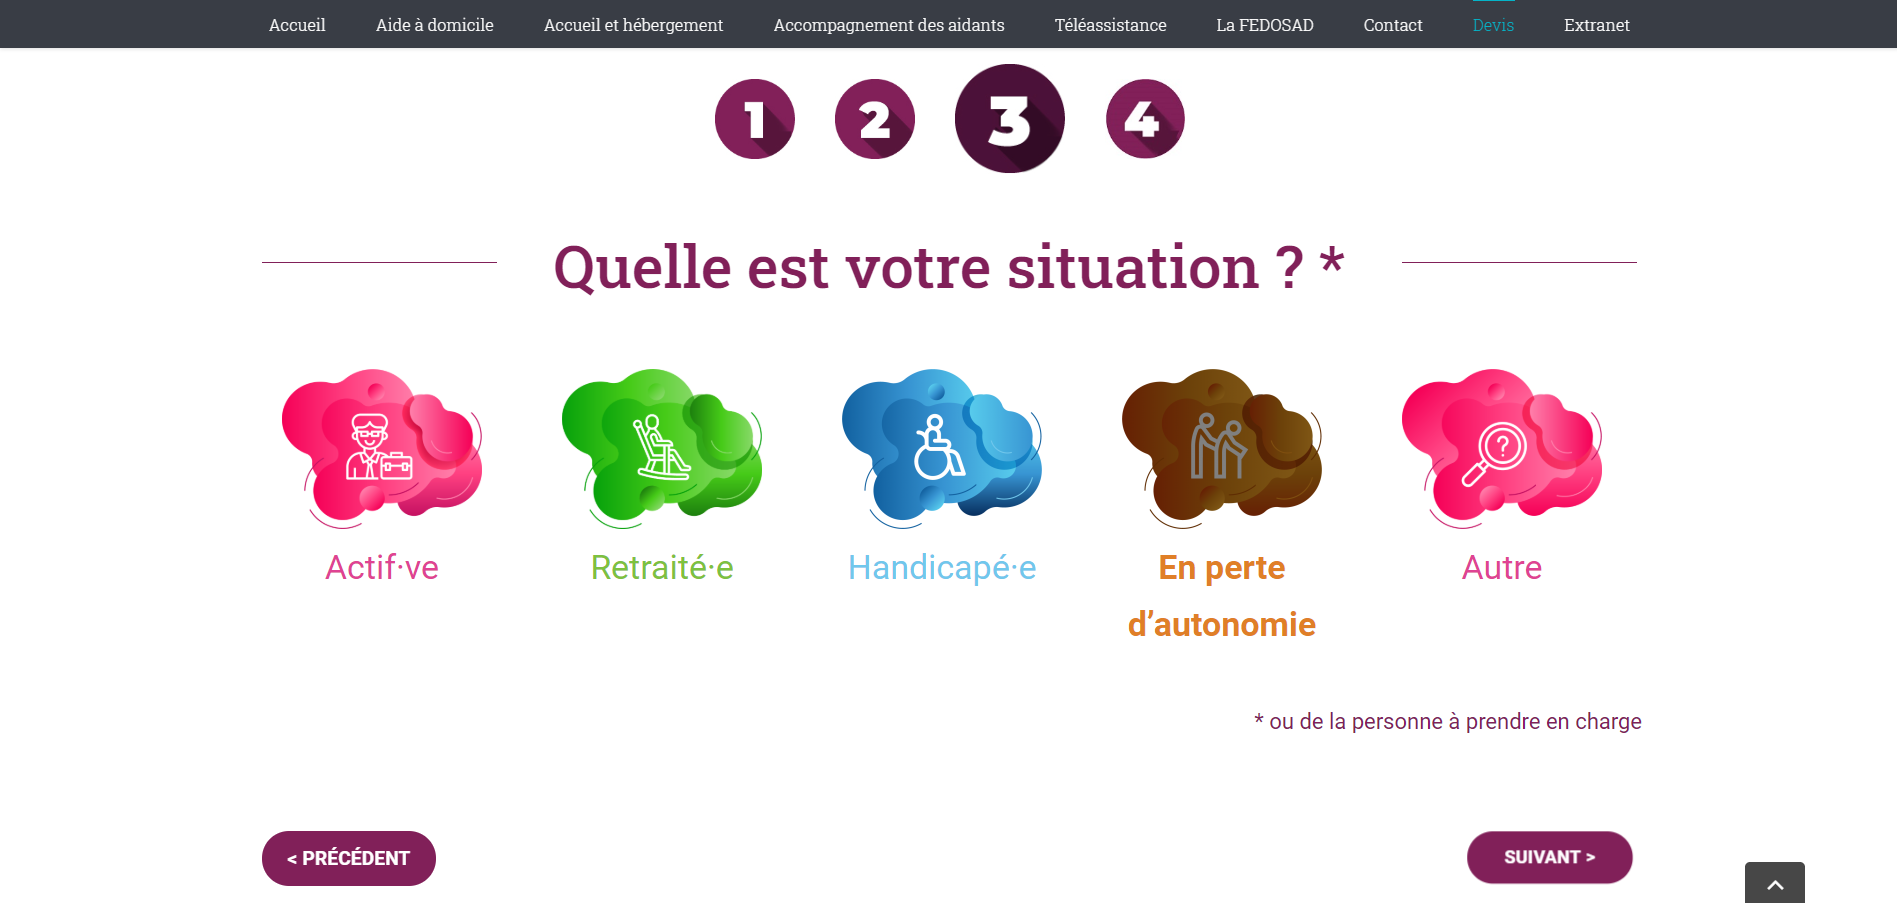 Accueil Aide à domicile Accueil et hébergement Accompagnement des aidants Téléassistance La FEDOSAD Contact Devis Extranet
1 2 3 4
Quelle est votre situation ? *
?
Actif·ve Retraité·e Handicapé·e En perte Autre
d’autonomie
* ou de la personne à prendre en charge
< PRÉCÉDENT SUIVANT >